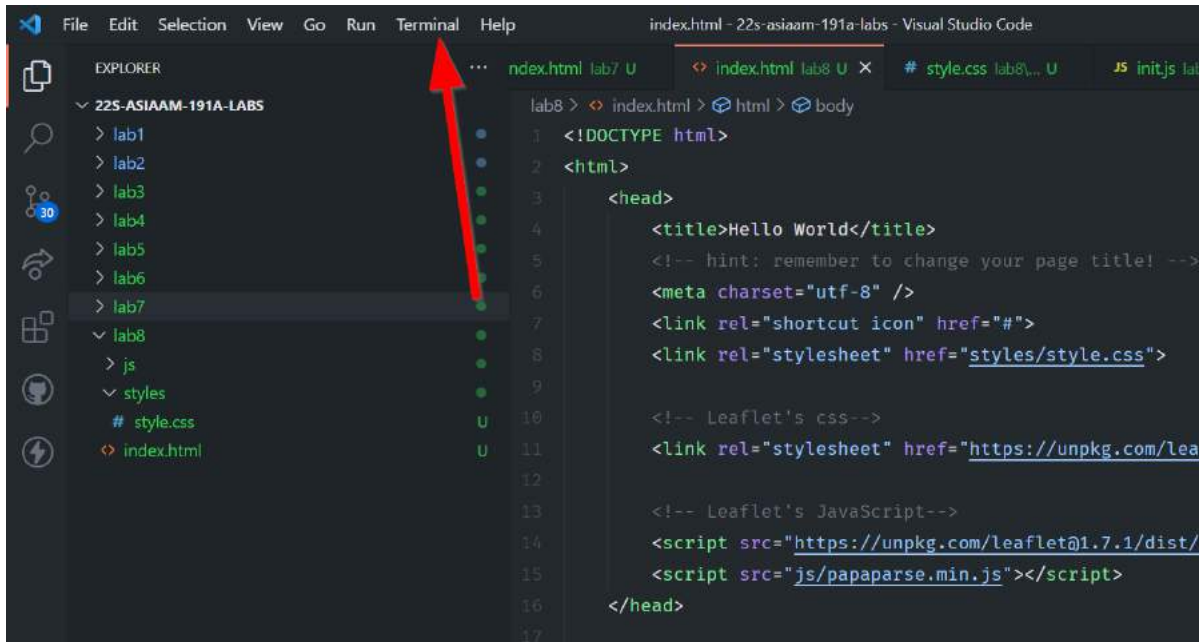 File Edit Selection View Go Run Terminal Help index.html - 22s-asiaam-191a-labs - Visual Studio Code
EXPLORER ···
22S-ASIAAM-191A-LABS
> lab1
> lab2
> lab3
> lab4
> lab5
> lab6
> lab7
lab8
> js
styles
# style.css U
<> index.html U
30
ndex.html lab7 U <> index.html lab8 U X # style.css lab8\... U JS init.js lab
lab8 > <> index.html > html > body
1 <!DOCTYPE html>
2 <html>
3 <head>
4 <title>Hello World</title>
5 <!-- hint: remember to change your page title! -->
6 <meta charset="utf-8" />
7 <link rel="shortcut icon" href="#">
8 <link rel="stylesheet" href="styles/style.css">
9
10 <!-- Leaflet's css-->
11 <link rel="stylesheet" href="https://unpkg.com/lea
12
13 <!-- Leaflet's JavaScript-->
14 <script src="https://unpkg.com/leaflet@1.7.1/dist/
15 <script src="js/papaparse.min.js"></script>
16 </head>
17